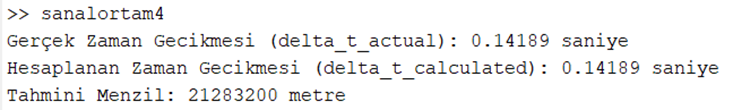 >> sanalortam4
Gerçek Zaman Gecikmesi (delta_t_actual): 0.14189 saniye
Hesaplanan Zaman Gecikmesi (delta_t_calculated): 0.14189 saniye
Tahmini Menzil: 21283200 metre